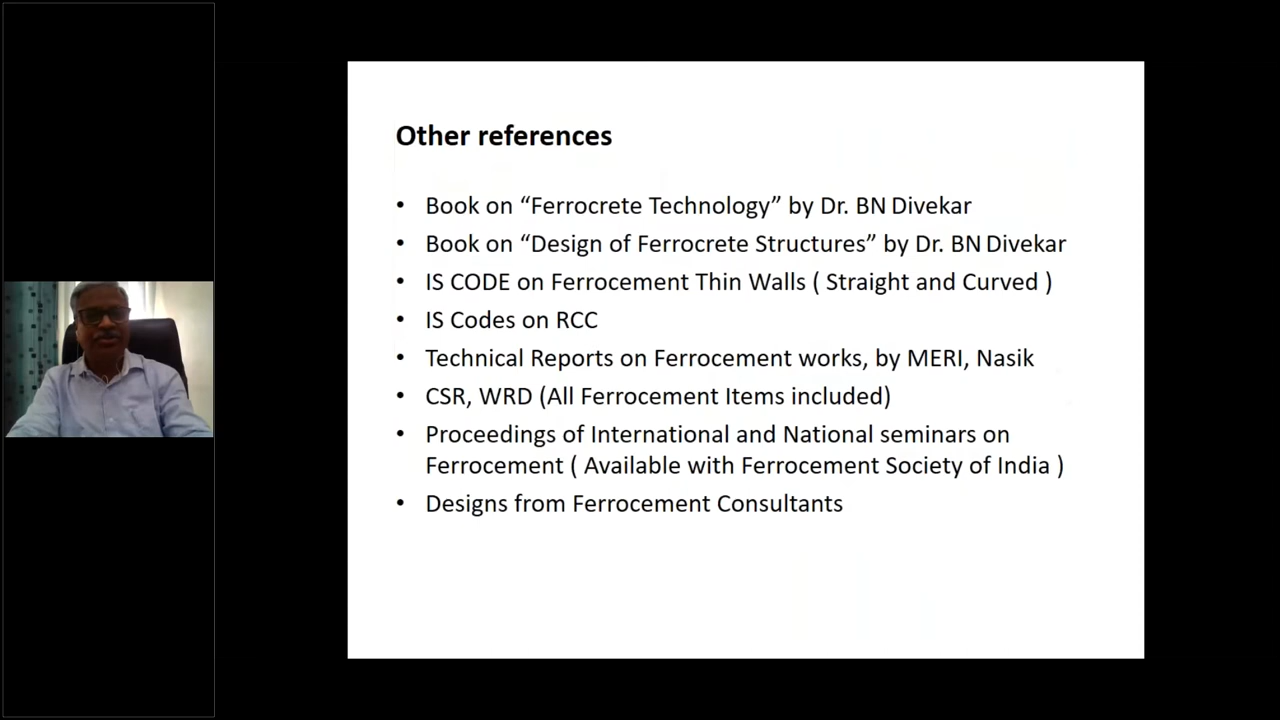 Other references
• Book on “Ferrocrete Technology” by Dr. BN Divekar
• Book on “Design of Ferrocrete Structures” by Dr. BN Divekar
• IS CODE on Ferrocement Thin Walls ( Straight and Curved )
• IS Codes on RCC
• Technical Reports on Ferrocement works, by MERI, Nasik
• CSR, WRD (All Ferrocement Items included)
• Proceedings of International and National seminars on
Ferrocement ( Available with Ferrocement Society of India )
• Designs from Ferrocement Consultants